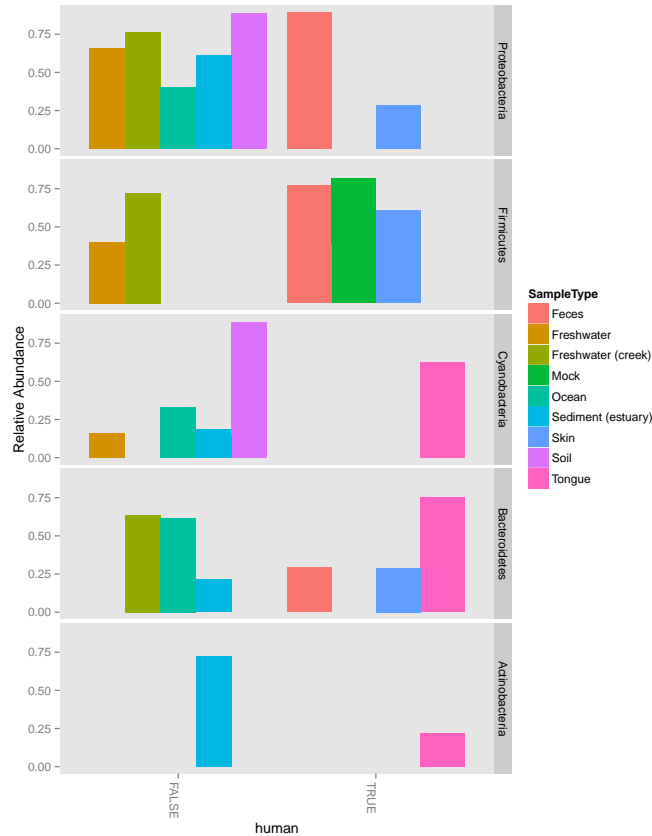 0.75
0.50
0.25
0.00
Proteobacteria
0.75
0.50
0.25
0.00
Firmicutes
0.75
0.50
0.25
0.00
Cyanobacteria
0.75
0.50
0.25
0.00
Bacteroidetes
0.75
0.50
0.25
0.00
Actinobacteria
Relative Abundance
FALSE
TRUE
human
SampleType
Feces
Freshwater
Freshwater (creek)
Mock
Ocean
Sediment (estuary)
Skin
Soil
Tongue